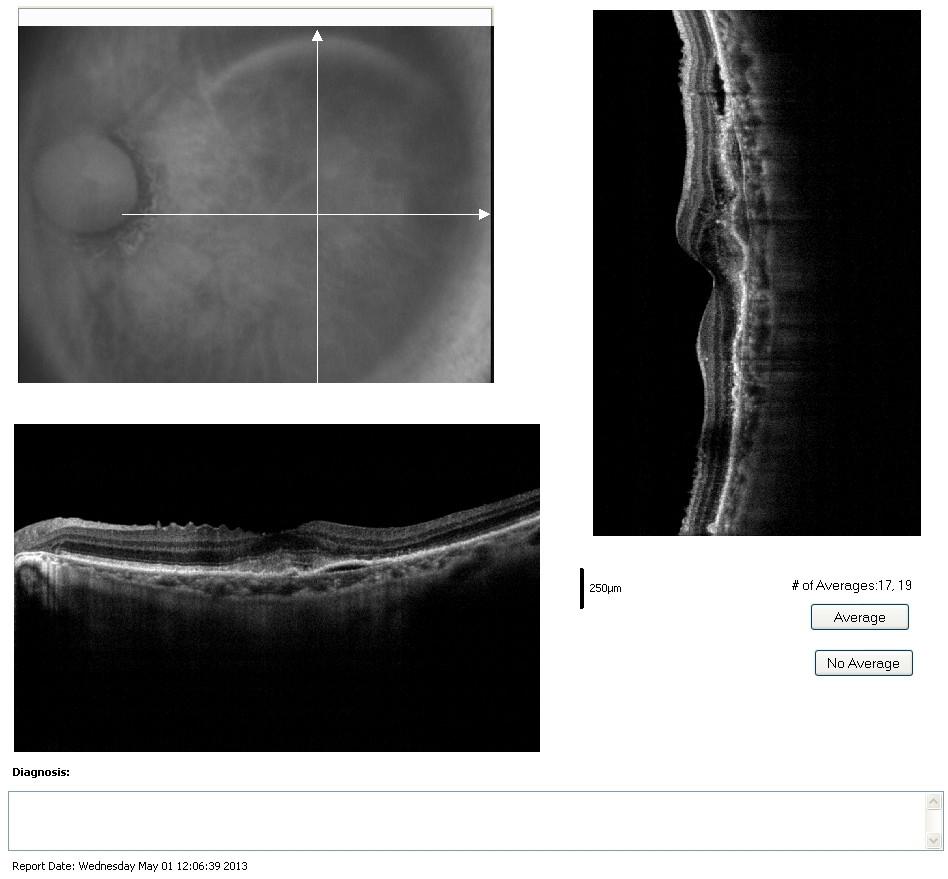 250µm
# of Averages:17, 19
Average
No Average
Diagnosis:
Report Date: Wednesday May 01 12:06:39 2013